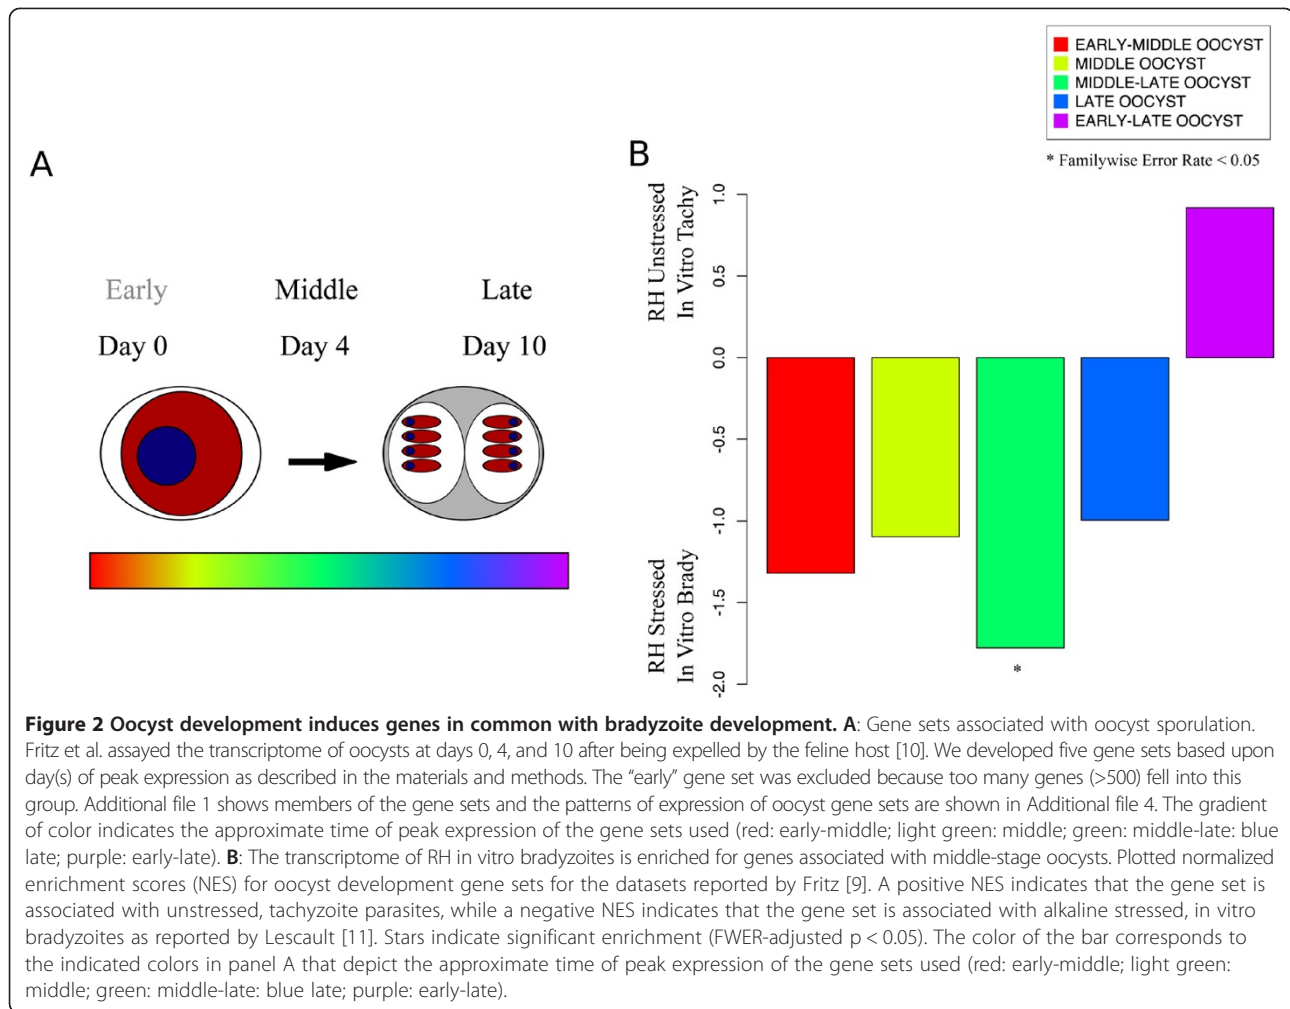 EARLY-MIDDLE OOCYST
MIDDLE OOCYST
MIDDLE-LATE OOCYST
LATE OOCYST
EARLY-LATE OOCYST
* Familywise Error Rate < 0.05
A
Early
Middle
Late
Day 0
Day 4
Day 10
B
RH Unstressed
In Vitro Tachy
RH Stressed
In Vitro Brady
1.0
0.5
0.0
-0.5
-1.0
-1.5
-2.0
*
Figure 2 Oocyst development induces genes in common with bradyzoite development. A: Gene sets associated with oocyst sporulation.
Fritz et al. assayed the transcriptome of oocysts at days 0, 4, and 10 after being expelled by the feline host [10]. We developed five gene sets based upon
day(s) of peak expression as described in the materials and methods. The “early” gene set was excluded because too many genes (>500) fell into this
group. Additional file 1 shows members of the gene sets and the patterns of expression of oocyst gene sets are shown in Additional file 4. The gradient
of color indicates the approximate time of peak expression of the gene sets used (red: early-middle; light green: middle; green: middle-late: blue
late; purple: early-late). B: The transcriptome of RH in vitro bradyzoites is enriched for genes associated with middle-stage oocysts. Plotted normalized
enrichment scores (NES) for oocyst development gene sets for the datasets reported by Fritz [9]. A positive NES indicates that the gene set is
associated with unstressed, tachyzoite parasites, while a negative NES indicates that the gene set is associated with alkaline stressed, in vitro
bradyzoites as reported by Lescault [11]. Stars indicate significant enrichment (FWER-adjusted p < 0.05). The color of the bar corresponds to
the indicated colors in panel A that depict the approximate time of peak expression of the gene sets used (red: early-middle; light green:
middle; green: middle-late: blue late; purple: early-late).